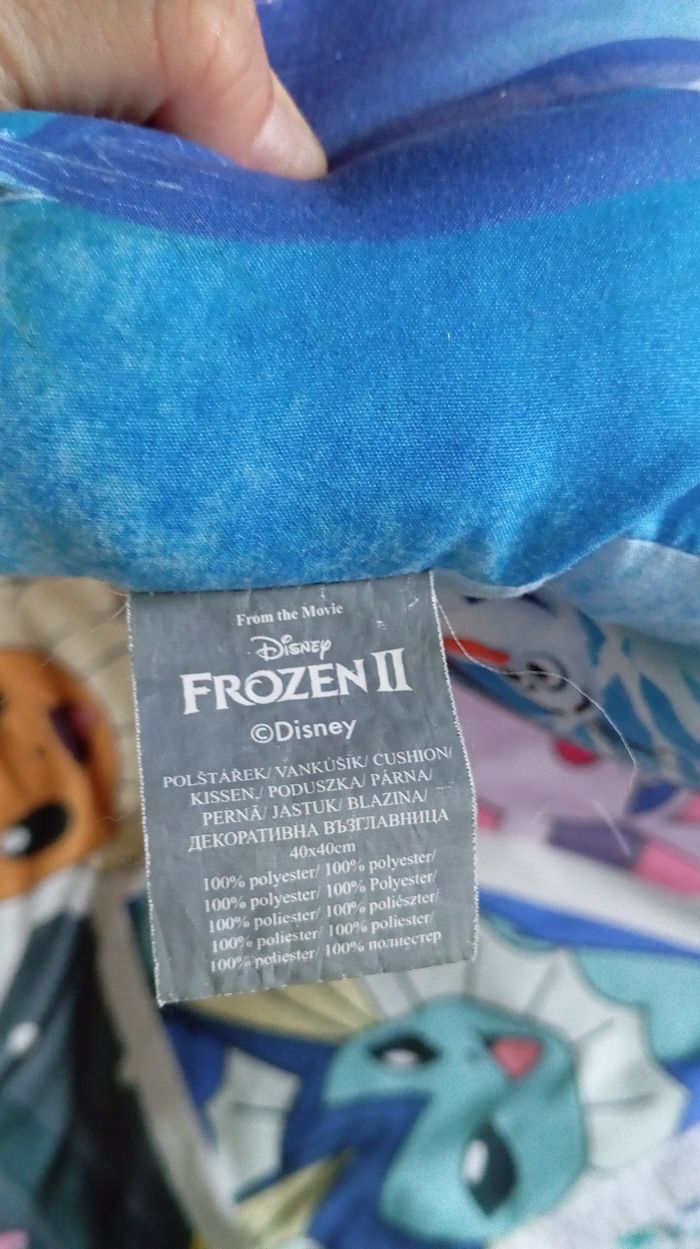 From the Movie
Disney
FROZEN II
©Disney
POLŠTÁŘEK/ VANKÚŠIK/ CUSHION/
KISSEN,/ PODUSZKA/ PÁRNA/
PERNĂ/ JASTUK/ BLAZINA/
ДЕКОРАТИВНА ВЪЗГЛАВНИЦА
40x40cm
100% polyester/ 100% polyester/
100% polyester/ 100% Polyester/
100% poliester/ 100% poliészter/
100% poliester/ 100% poliester/
100% poliester/ 100% полиестер